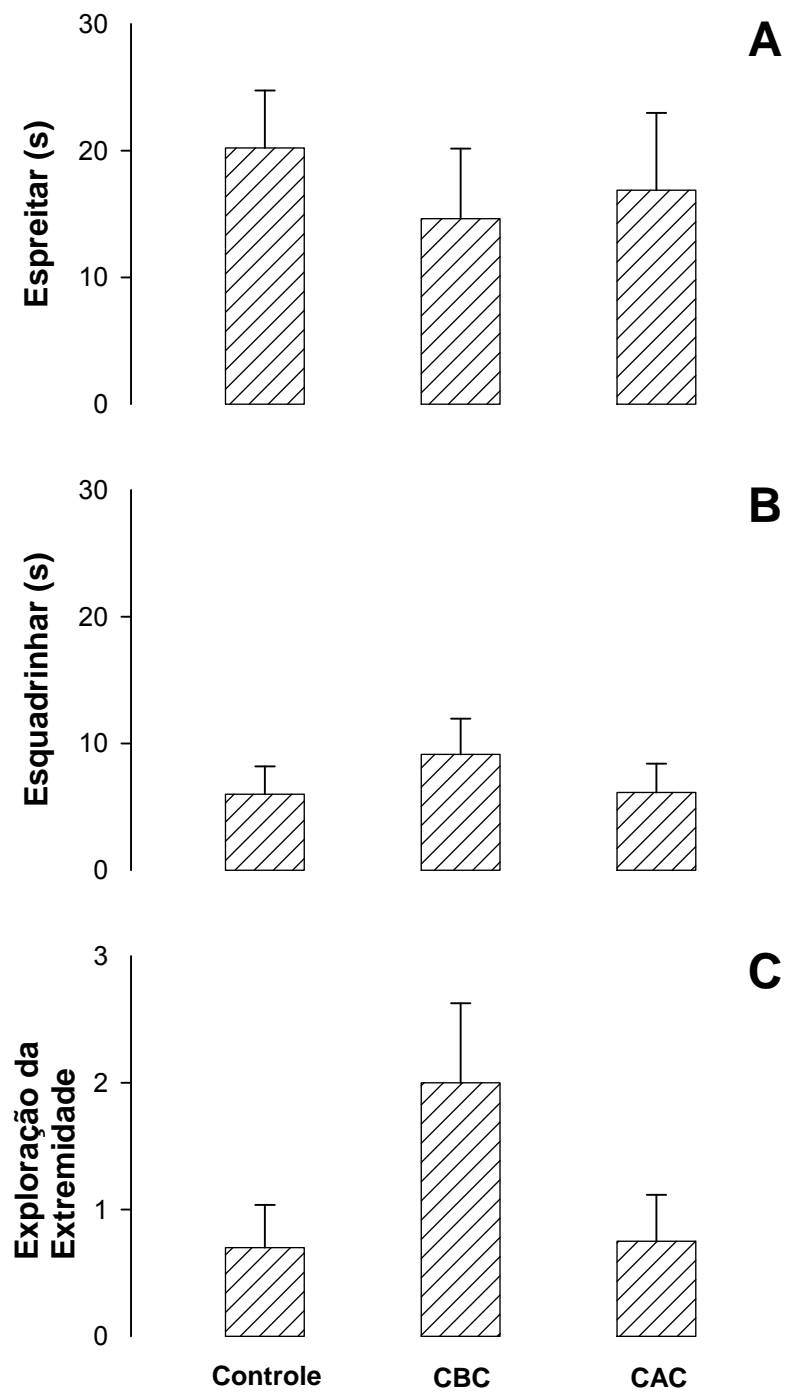 A
30
20
10
0
Espreitar (s)
B
30
20
10
0
Esquadrinhar (s)
C
3
2
1
0
Exploração da
Extremidade
Controle CBC CAC